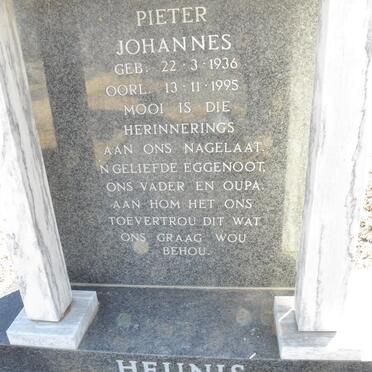 PIETER
JOHANNES
GEB. 22·3·1936
OORL. 13·11·1995
MOOI IS DIE
HERINNERINGS
AAN ONS NAGELAAT.
'N GELIEFDE EGGENOOT,
ONS VADER EN OUPA.
AAN HOM HET ONS
TOEVERTROU DIT WAT
ONS GRAAG WOU
BEHOU.
HEUNIS